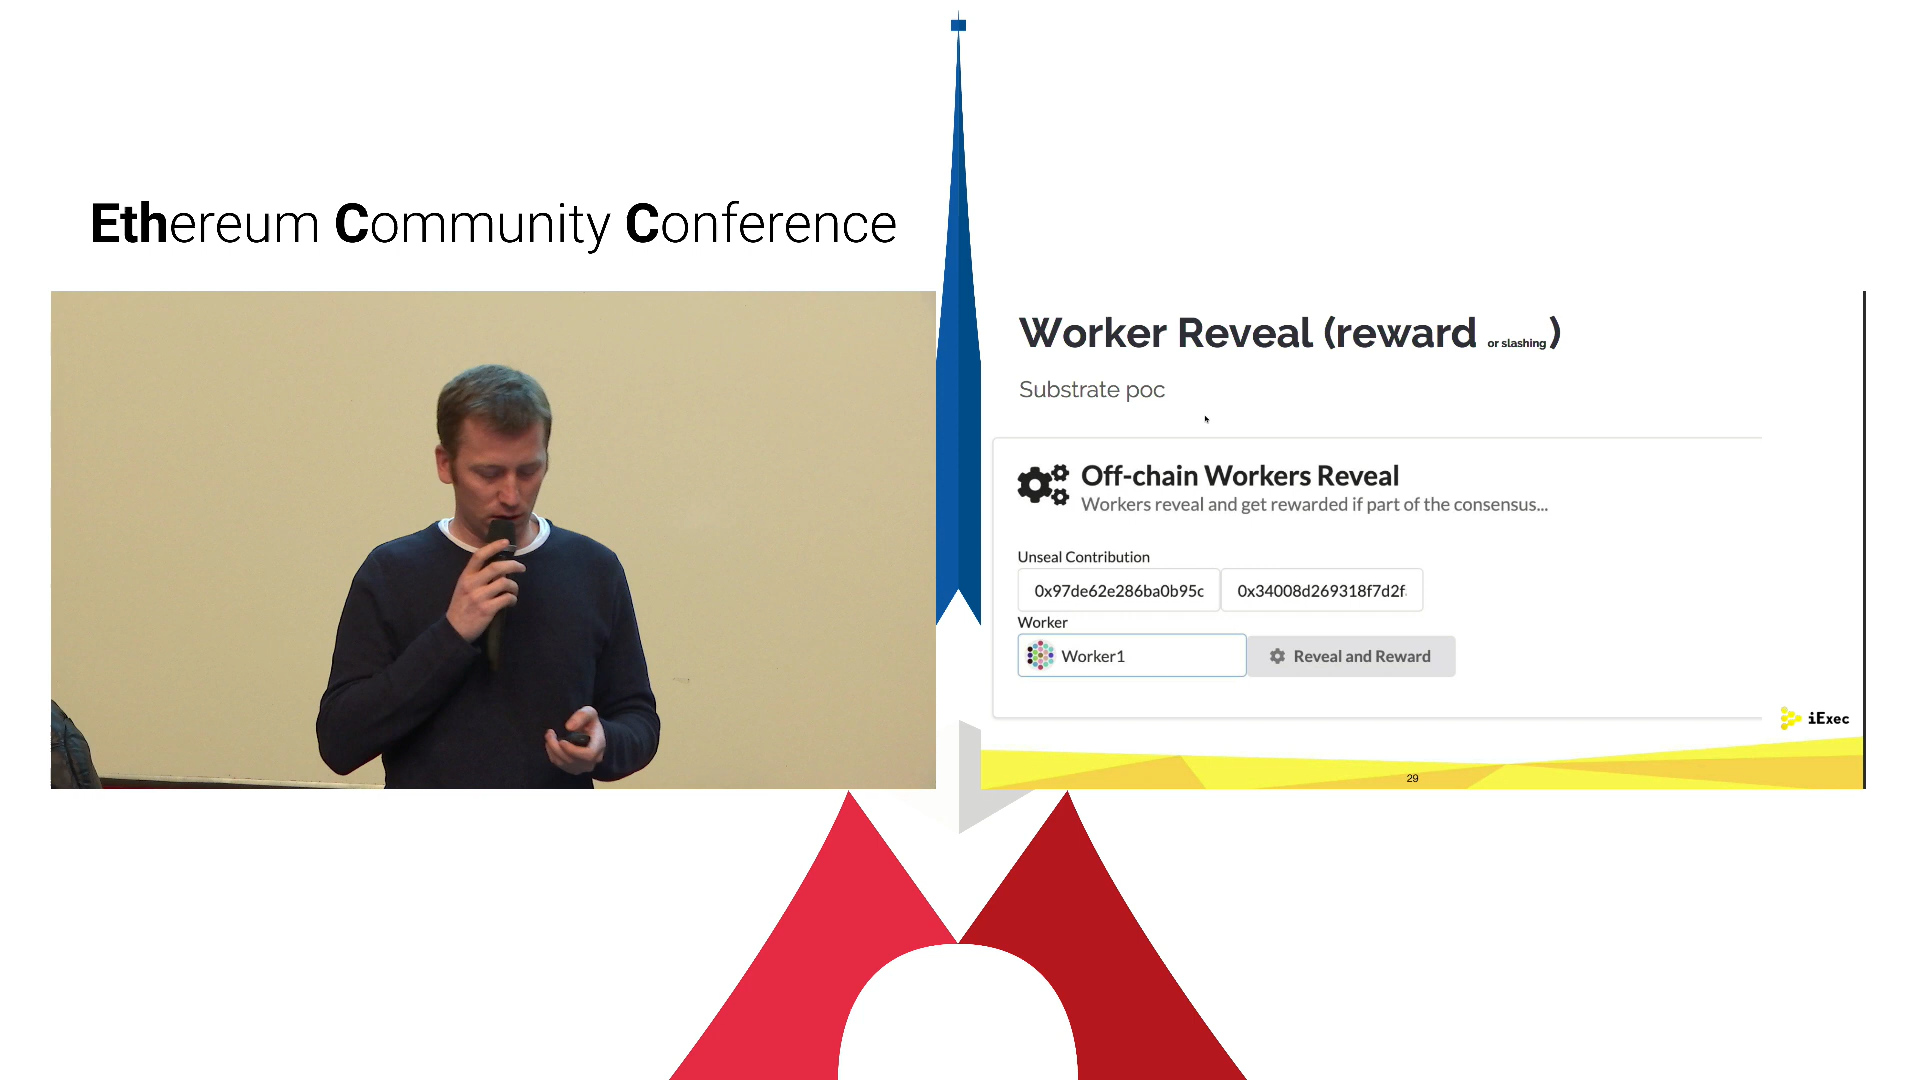 Ethereum Community Conference
Worker Reveal (reward or slashing)
Substrate poc
Off-chain Workers Reveal
Workers reveal and get rewarded if part of the consensus...
Unseal Contribution
0x97de62e286ba0b95c 0x34008d269318f7d2f
Worker
Worker1 Reveal and Reward
iExec
29